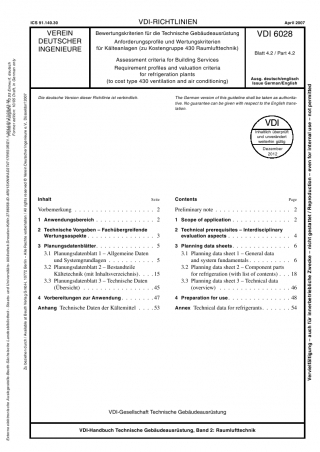 ICS 91.140.30
VDI-RICHTLINIEN
April 2007
VEREIN
DEUTSCHER
INGENIEURE
Bewertungskriterien für die Technische Gebäudeausrüstung
Anforderungsprofile und Wertungskriterien
für Kälteanlagen (zu Kostengruppe 430 Raumlufttechnik)
Assessment criteria for Building Services
Requirement profiles and valuation criteria
for refrigeration plants
(to cost type 430 ventilation and air conditioning)
VDI 6028
Blatt 4.2 / Part 4.2
Ausg. deutsch/englisch
Issue German/English
Die deutsche Version dieser Richtlinie ist verbindlich.
The German version of this guideline shall be taken as authorita-
tive. No guarantee can be given with respect to the English trans-
lation.
VDI
Inhaltlich überprüft
und unverändert
weiterhin gültig
Dezember
2012
Inhalt Seite
Vorbemerkung . . . 2
1 Anwendungsbereich . . . 2
2 Technische Vorgaben – Fachübergreifende
Wertungsaspekte . . . 3
3 Planungsdatenblätter . . . 5
3.1 Planungsdatenblatt 1 – Allgemeine Daten
und Systemgrundlagen . . . 5
3.2 Planungsdatenblatt 2 – Bestandteile
Kältetechnik (mit Inhaltsverzeichnis) . . . 15
3.3 Planungsdatenblatt 3 – Technische Daten
(Übersicht) . . . 45
4 Vorbereitungen zur Anwendung . . . 47
Anhang Technische Daten der Kältemittel . . . 53
Contents Page
Preliminary note . . . 2
1 Scope of application . . . 2
2 Technical prerequisites – Interdisciplinary
evaluation aspects . . . 4
3 Planning data sheets . . . 6
3.1 Planning data sheet 1 – General data
and system fundamentals . . . 6
3.2 Planning data sheet 2 – Component parts
for refrigeration (with list of contents) . . . 18
3.3 Planning data sheet 3 – Technical data
(overview) . . . 46
4 Preparation for use . . . 48
Annex Technical data for refrigerants . . . 54
VDI-Gesellschaft Technische Gebäudeausrüstung
VDI-Handbuch Technische Gebäudeausrüstung, Band 2: Raumlufttechnik
Vervielfältigung – auch für innerbetriebliche Zwecke – nicht gestattet / Reproduction – even for internal use – not permitted